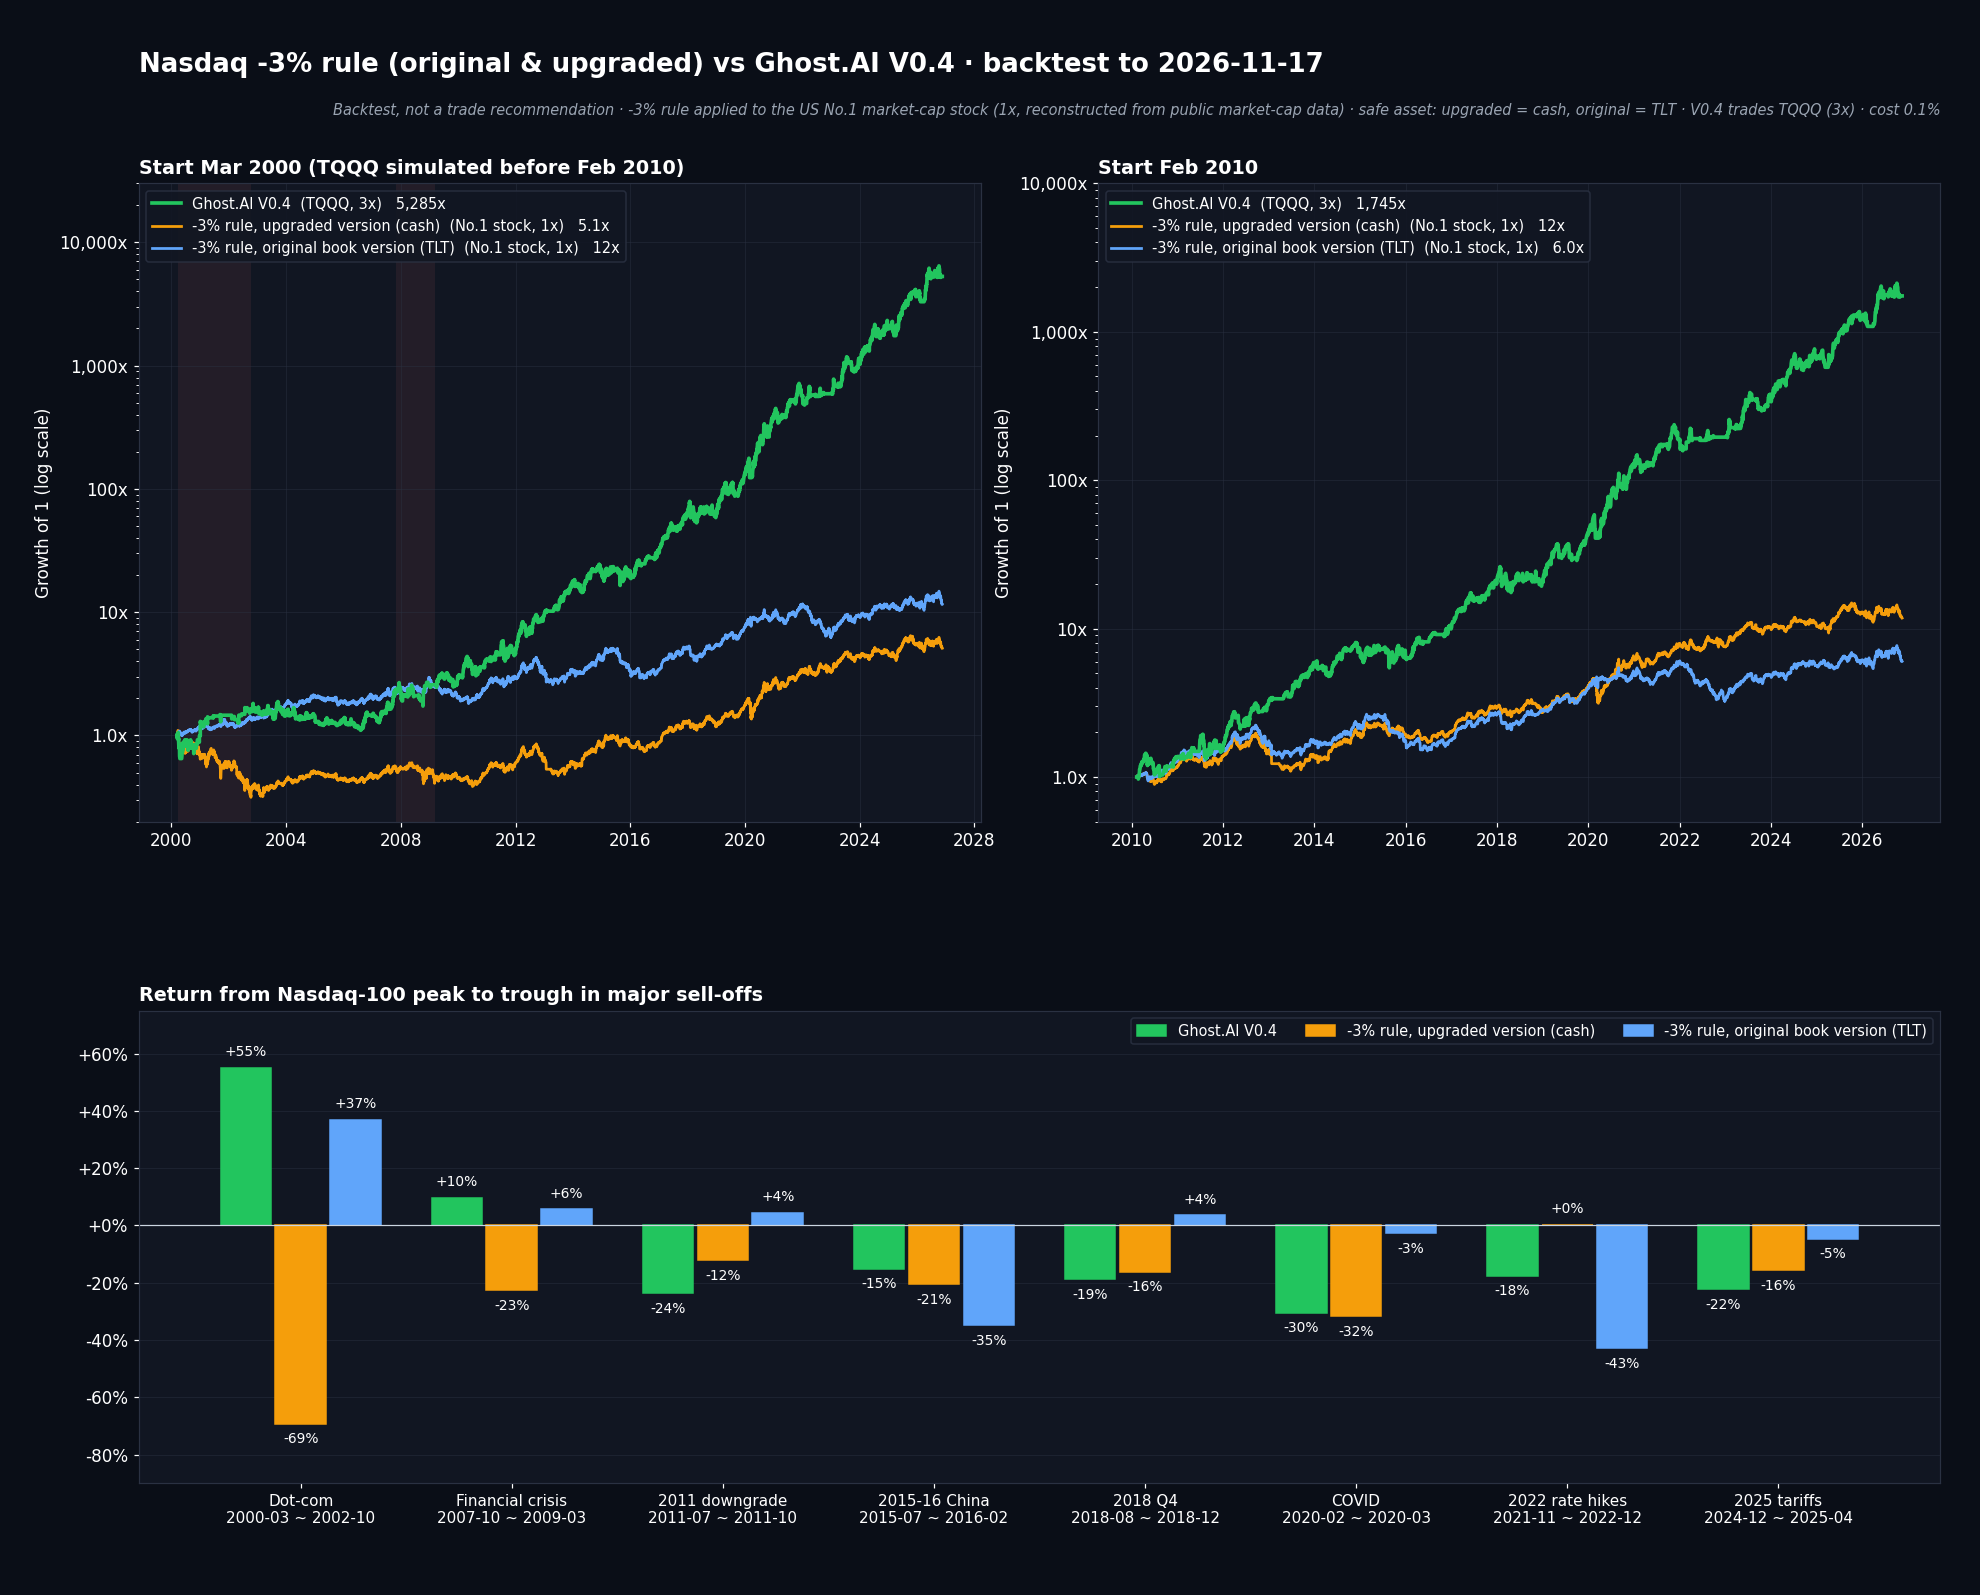 Nasdaq -3% rule (original & upgraded) vs Ghost.AI V0.4 · backtest to 2026-11-17
Backtest, not a trade recommendation · -3% rule applied to the US No.1 market-cap stock (1x, reconstructed from public market-cap data) · safe asset: upgraded = cash, original = TLT · V0.4 trades TQQQ (3x) · cost 0.1%
Start Mar 2000 (TQQQ simulated before Feb 2010)
Ghost.AI V0.4 (TQQQ, 3x) 5,285x
-3% rule, upgraded version (cash) (No.1 stock, 1x) 5.1x
-3% rule, original book version (TLT) (No.1 stock, 1x) 12x
10,000x
1,000x
100x
10x
1.0x
Growth of 1 (log scale)
2000 2004 2008 2012 2016 2020 2024 2028
Start Feb 2010
Ghost.AI V0.4 (TQQQ, 3x) 1,745x
-3% rule, upgraded version (cash) (No.1 stock, 1x) 12x
-3% rule, original book version (TLT) (No.1 stock, 1x) 6.0x
10,000x
1,000x
100x
10x
1.0x
Growth of 1 (log scale)
2010 2012 2014 2016 2018 2020 2022 2024 2026
Return from Nasdaq-100 peak to trough in major sell-offs
Ghost.AI V0.4 -3% rule, upgraded version (cash) -3% rule, original book version (TLT)
+60%
+40%
+20%
+0%
-20%
-40%
-60%
-80%
+55% -69% +37%
+10% -23% +6%
-24% -12% +4%
-15% -21% -35%
-19% -16% +4%
-30% -32% -3%
-18% +0% -43%
-22% -16% -5%
Dot-com
2000-03 ~ 2002-10
Financial crisis
2007-10 ~ 2009-03
2011 downgrade
2011-07 ~ 2011-10
2015-16 China
2015-07 ~ 2016-02
2018 Q4
2018-08 ~ 2018-12
COVID
2020-02 ~ 2020-03
2022 rate hikes
2021-11 ~ 2022-12
2025 tariffs
2024-12 ~ 2025-04